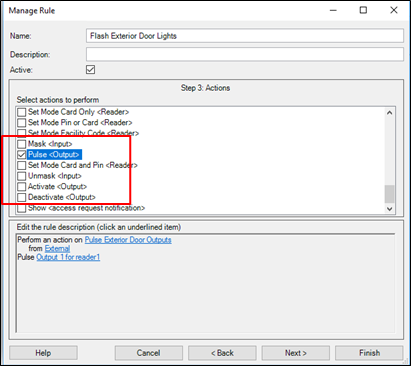 Manage Rule
Name:
Flash Exterior Door Lights
Description:
Active:
Step 3: Actions
Select actions to perform
Set Mode Card Only <Reader>
Set Mode Pin or Card <Reader>
Set Mode Facility Code <Reader>
Mask <Input>
Pulse <Output>
Set Mode Card and Pin <Reader>
Unmask <Input>
Activate <Output>
Deactivate <Output>
Show <access request notification>
Edit the rule description (click an underlined item)
Perform an action on Pulse Exterior Door Outputs
from External
Pulse Output 1 for reader1
Help
Cancel
< Back
Next >
Finish